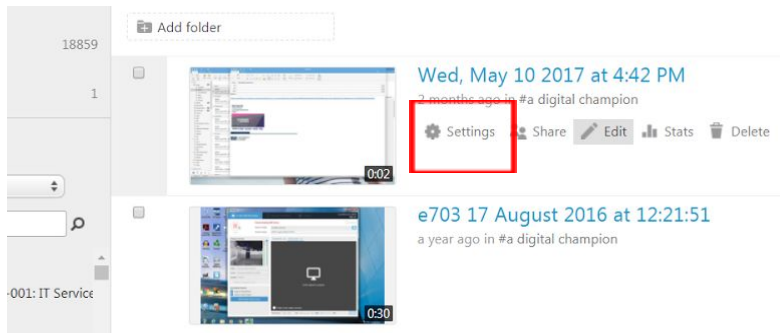 Add folder
18859
1
Wed, May 10 2017 at 4:42 PM
2 months ago in #a digital champion
Settings Share Edit Stats Delete
0:02
e703 17 August 2016 at 12:21:51
a year ago in #a digital champion
-001: IT Service
0:30